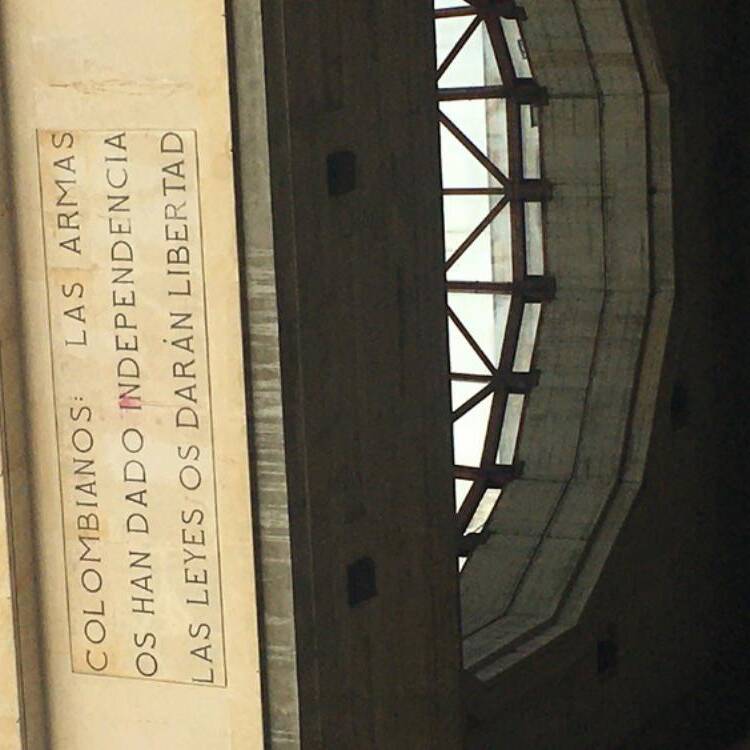 COLOMBIANOS: LAS ARMAS
OS HAN DADO INDEPENDENCIA
LAS LEYES OS DARÁN LIBERTAD